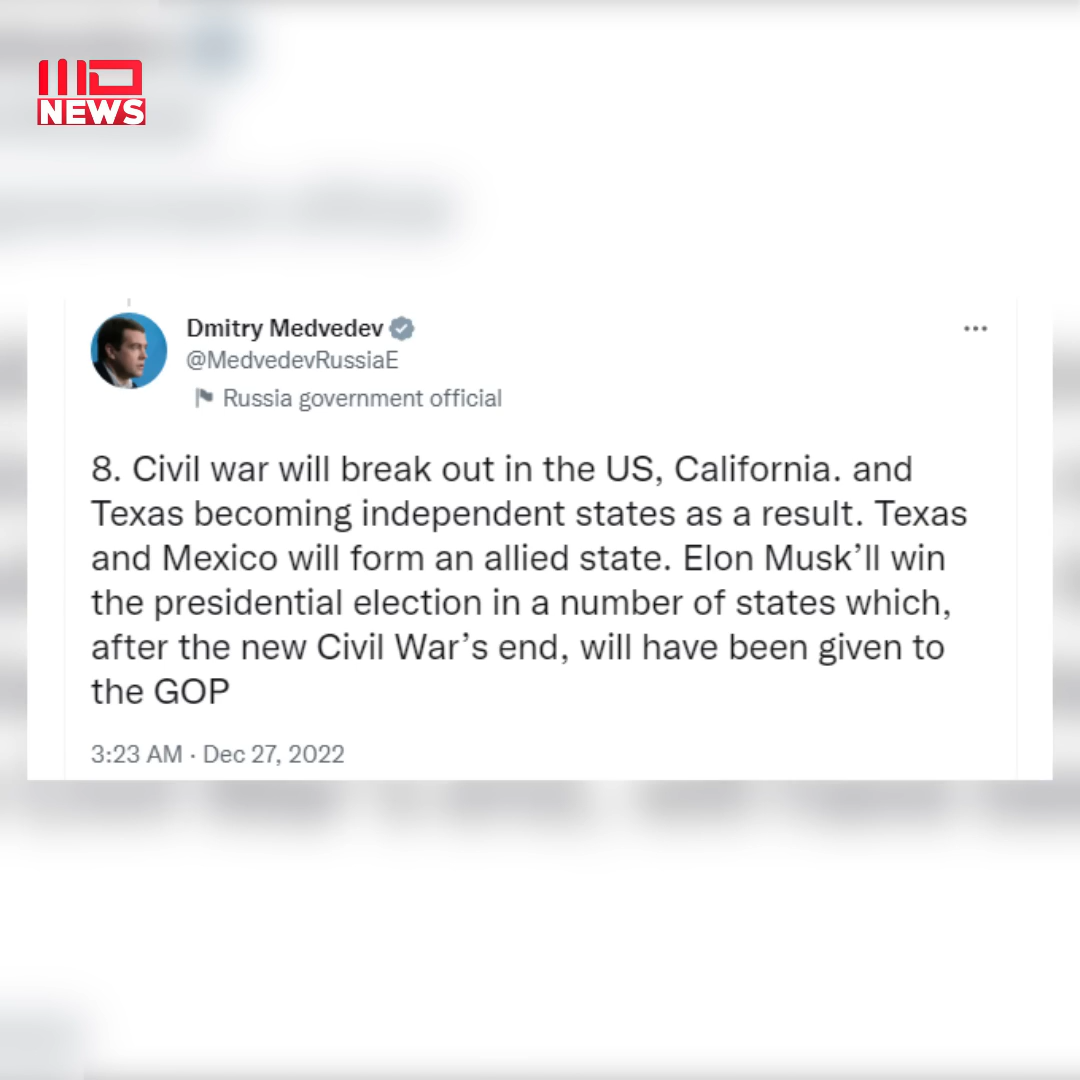 NEWS
Dmitry Medvedev
@MedvedevRussiaE
Russia government official
8. Civil war will break out in the US, California. and
Texas becoming independent states as a result. Texas
and Mexico will form an allied state. Elon Musk’ll win
the presidential election in a number of states which,
after the new Civil War’s end, will have been given to
the GOP
3:23 AM · Dec 27, 2022